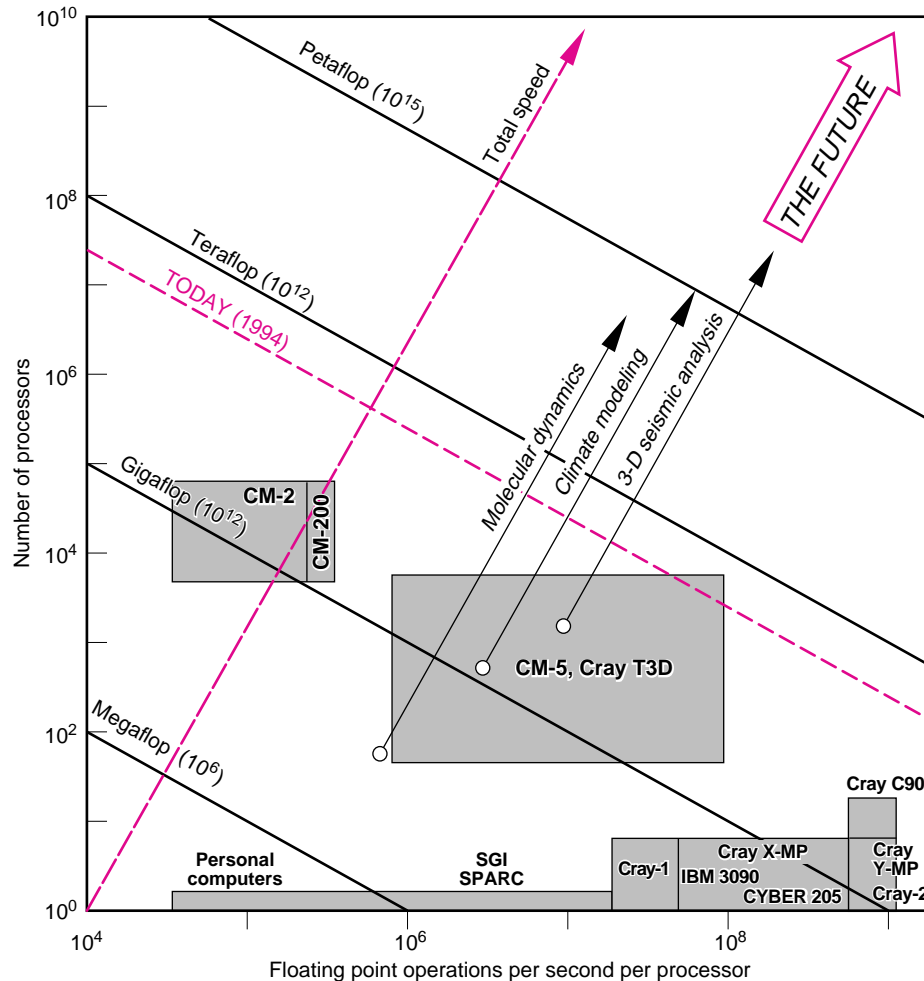 10^10
10^8
10^6
10^4
10^2
10^0
Number of processors
Petaflop (10^15)
Total speed
THE FUTURE
Teraflop (10^12)
TODAY (1994)
Gigaflop (10^12)
CM-2
CM-200
Molecular dynamics
Climate modeling
3-D seismic analysis
CM-5, Cray T3D
Megaflop (10^6)
Personal
computers
SGI
SPARC
Cray-1
Cray X-MP
IBM 3090
CYBER 205
Cray C90
Cray
Y-MP
Cray-2
10^4
10^6
10^8
Floating point operations per second per processor